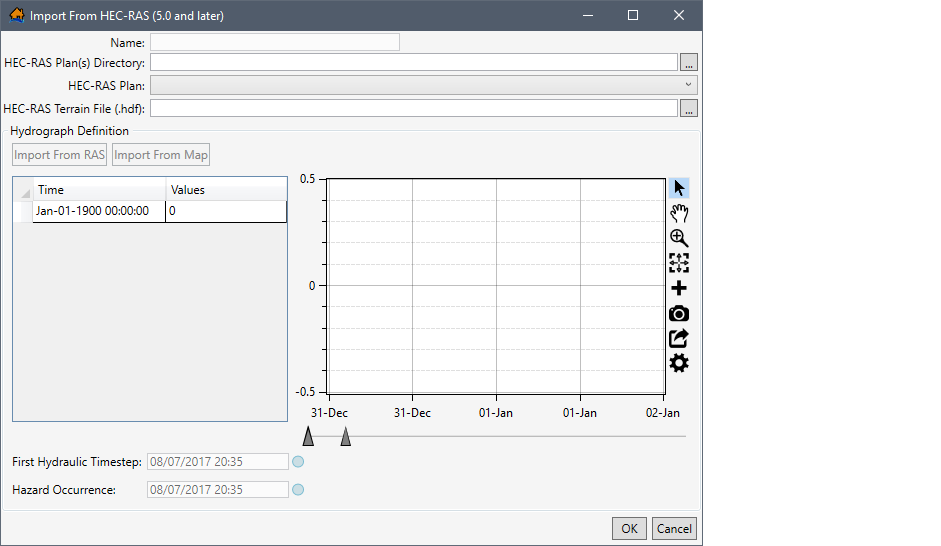 Import From HEC-RAS (5.0 and later)
Name:
HEC-RAS Plan(s) Directory:
...
HEC-RAS Plan:
HEC-RAS Terrain File (.hdf):
...
Hydrograph Definition
Import From RAS Import From Map
Time Values
Jan-01-1900 00:00:00 0
0.5
0
-0.5
31-Dec 31-Dec 01-Jan 01-Jan 02-Jan
First Hydraulic Timestep: 08/07/2017 20:35
Hazard Occurrence: 08/07/2017 20:35
OK Cancel